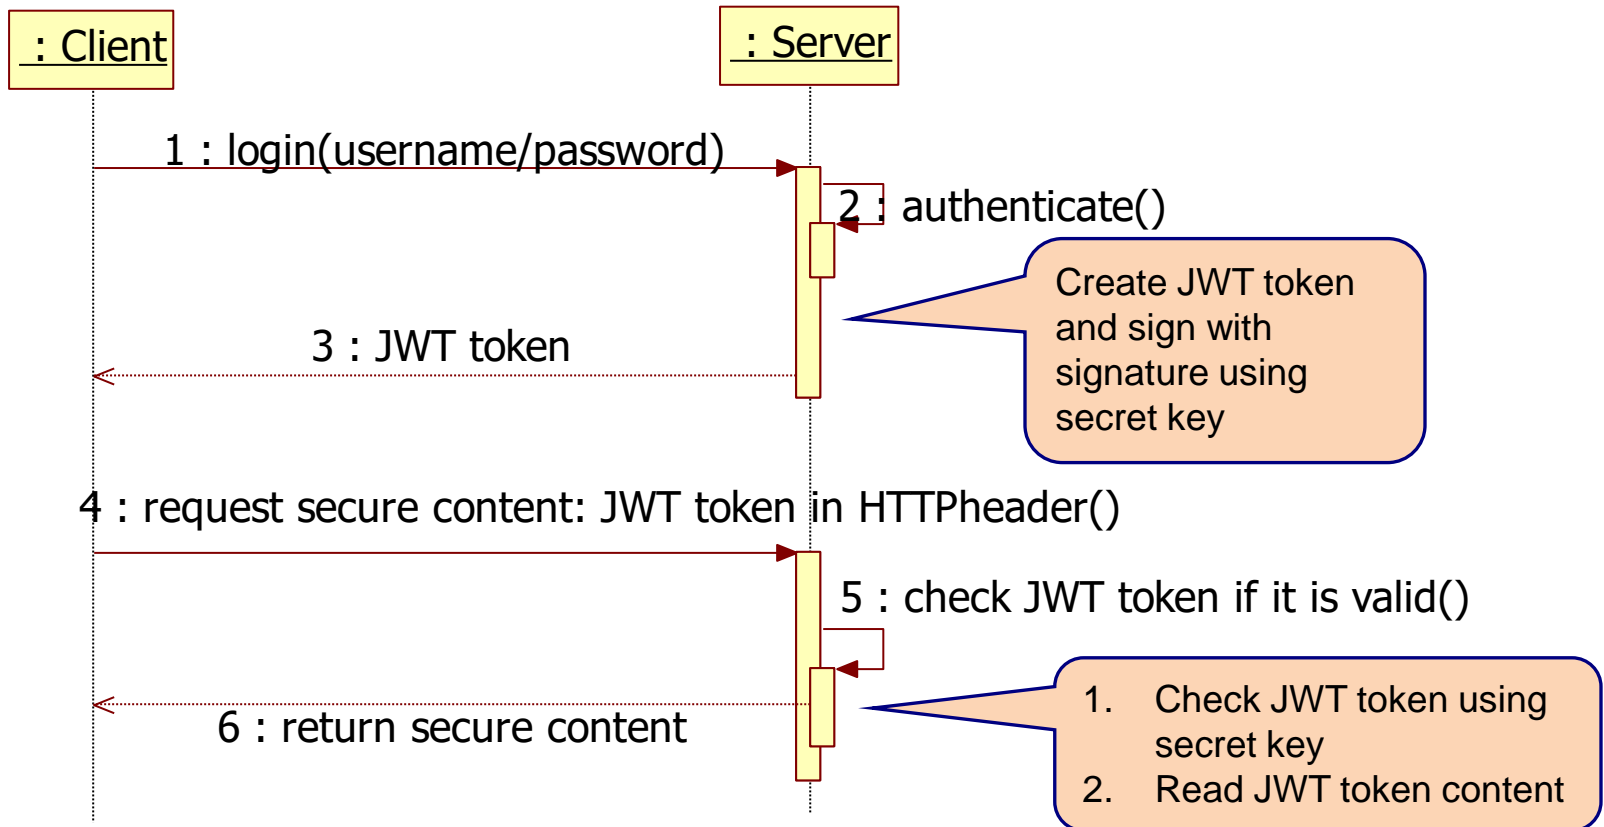 : Client
: Server
1 : login(username/password)
2 : authenticate()
Create JWT token
and sign with
signature using
secret key
3 : JWT token
4 : request secure content: JWT token in HTTPheader()
5 : check JWT token if it is valid()
1. Check JWT token using
secret key
2. Read JWT token content
6 : return secure content